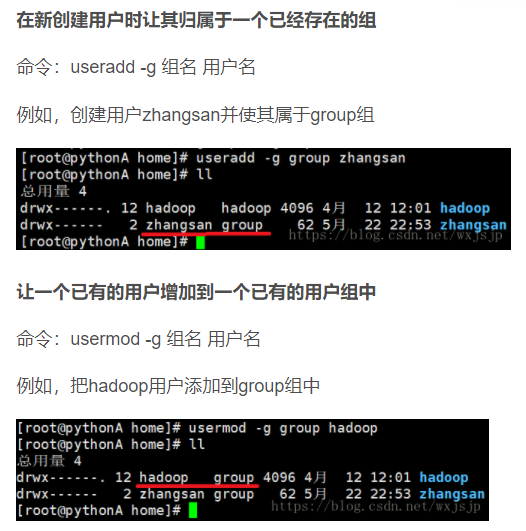 在新创建用户时让其归属于一个已经存在的组
命令：useradd -g 组名 用户名
例如，创建用户zhangsan并使其属于group组
[root@pythonA home]# useradd -g group zhangsan
[root@pythonA home]# ll
总用量 4
drwx------. 12 hadoop hadoop 4096 4月 12 12:01 hadoop
drwx------ 2 zhangsan group 62 5月 22 22:53 zhangsan
[root@pythonA home]#
https://blog.csdn.net/wxjsjp
让一个已有的用户增加到一个已有的用户组中
命令：usermod -g 组名 用户名
例如，把hadoop用户添加到group组中
[root@pythonA home]# usermod -g group hadoop
[root@pythonA home]# ll
总用量 4
drwx------. 12 hadoop group 4096 4月 12 12:01 hadoop
drwx------ 2 zhangsan group 62 5月 22 22:53 zhangsan
[root@pythonA home]#
https://blog.csdn.net/wxjsjp